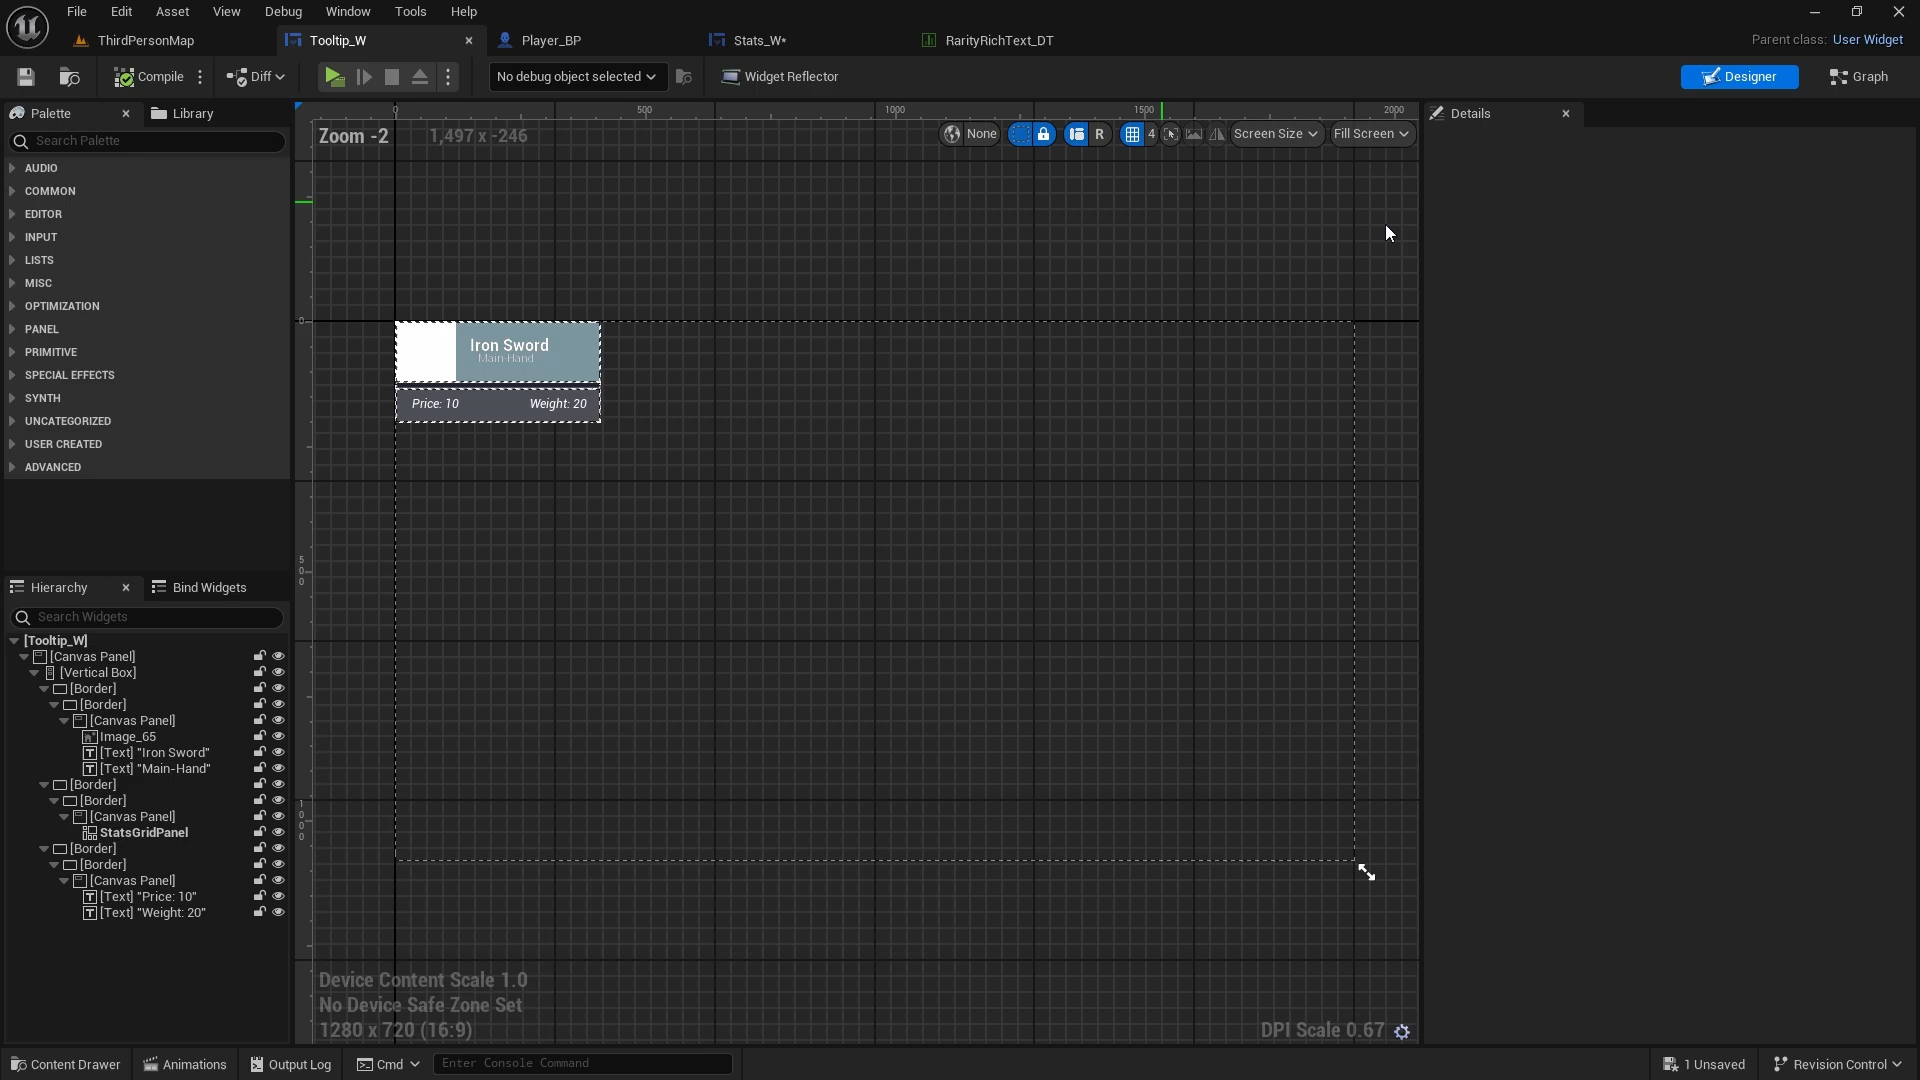 File Edit Asset View Debug Window Tools Help
ThirdPersonMap Tooltip_W Player_BP Stats_W* RarityRichText_DT Parent class: User Widget
Compile Diff No debug object selected Widget Reflector Designer Graph
Palette Library Details
Search Palette
AUDIO
COMMON
EDITOR
INPUT
LISTS
MISC
OPTIMIZATION
PANEL
PRIMITIVE
SPECIAL EFFECTS
SYNTH
UNCATEGORIZED
USER CREATED
ADVANCED
0 500 1000 1500 2000
Zoom -2 1,497 x -246 None R 4 Screen Size Fill Screen
0
Iron Sword
Main-Hand
Price: 10 Weight: 20
500
1000
Hierarchy Bind Widgets
Search Widgets
[Tooltip_W]
[Canvas Panel]
[Vertical Box]
[Border]
[Border]
[Canvas Panel]
Image_65
[Text] "Iron Sword"
[Text] "Main-Hand"
[Border]
[Border]
[Canvas Panel]
StatsGridPanel
[Border]
[Border]
[Canvas Panel]
[Text] "Price: 10"
[Text] "Weight: 20"
Device Content Scale 1.0
No Device Safe Zone Set
1280 x 720 (16:9) DPI Scale 0.67
Content Drawer Animations Output Log Cmd Enter Console Command 1 Unsaved Revision Control